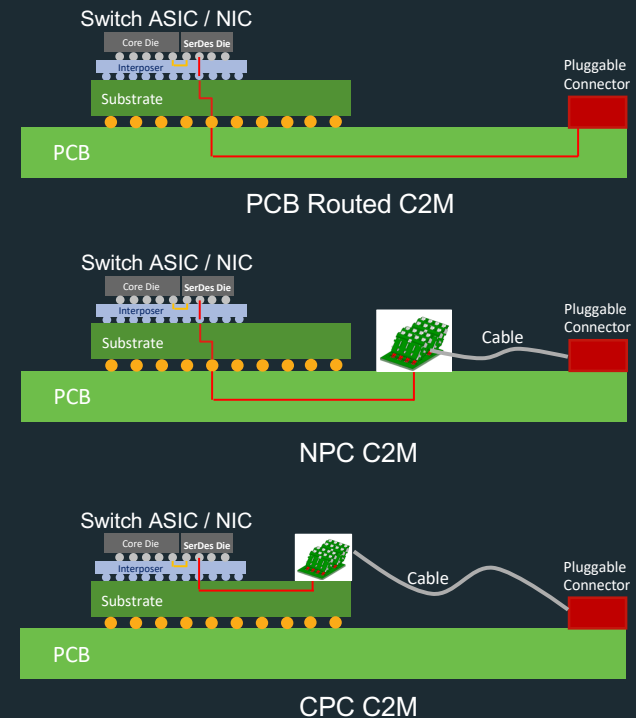 Switch ASIC / NIC
Core Die
SerDes Die
Interposer
Substrate
Pluggable
Connector
PCB
PCB Routed C2M
Switch ASIC / NIC
Core Die
SerDes Die
Interposer
Substrate
Cable
Pluggable
Connector
PCB
NPC C2M
Switch ASIC / NIC
Core Die
SerDes Die
Interposer
Substrate
Cable
Pluggable
Connector
PCB
CPC C2M